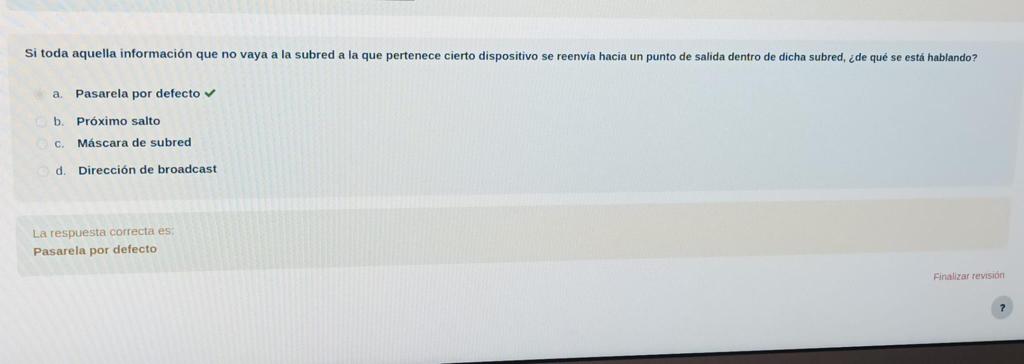 Si toda aquella información que no vaya a la subred a la que pertenece cierto dispositivo se reenvía hacia un punto de salida dentro de dicha subred, ¿de qué se está hablando?
a. Pasarela por defecto ✔
b. Próximo salto
c. Máscara de subred
d. Dirección de broadcast
La respuesta correcta es:
Pasarela por defecto
Finalizar revisión
?